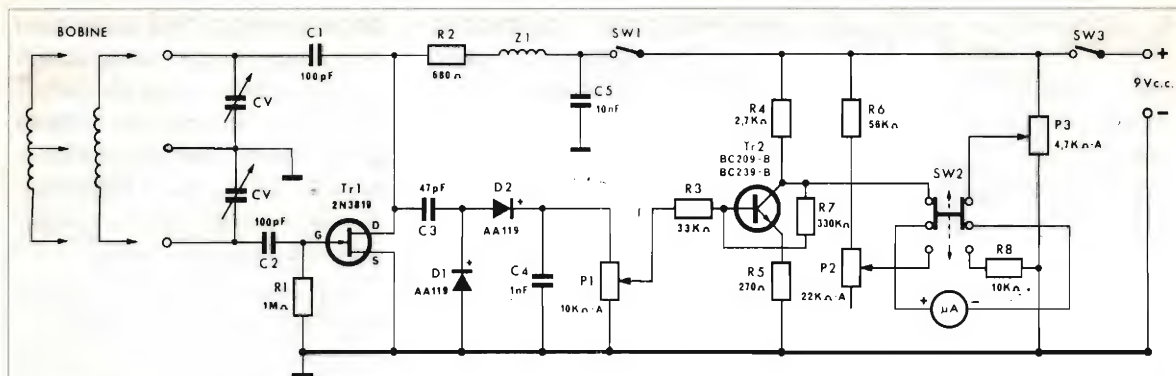 BOBINE
C1
100pF
CV
CV
C2
100pF
R1
1MΩ
Tr1
2N3819
G
D
S
R2
680Ω
Z1
C5
10nF
SW1
47pF
C3
D2
+
AA119
D1
+
AA119
C4
1nF
P1
10KΩ-A
R3
33KΩ
R4
2,7KΩ
Tr2
BC209-B
BC239-B
R7
330KΩ
R5
270Ω
R6
56KΩ
P2
22KΩ-A
SW2
R8
10KΩ
+ µA -
P3
4,7KΩ-A
SW3
+
9Vc.c.
-